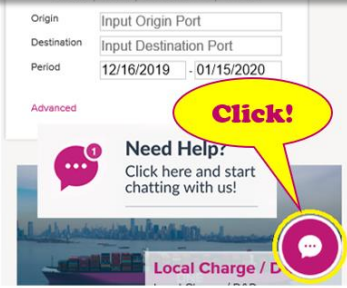 Origin
Input Origin Port
Destination
Input Destination Port
Period
12/16/2019 - 01/15/2020
Advanced
Click!
1
Need Help?
Click here and start
chatting with us!
Local Charge / D